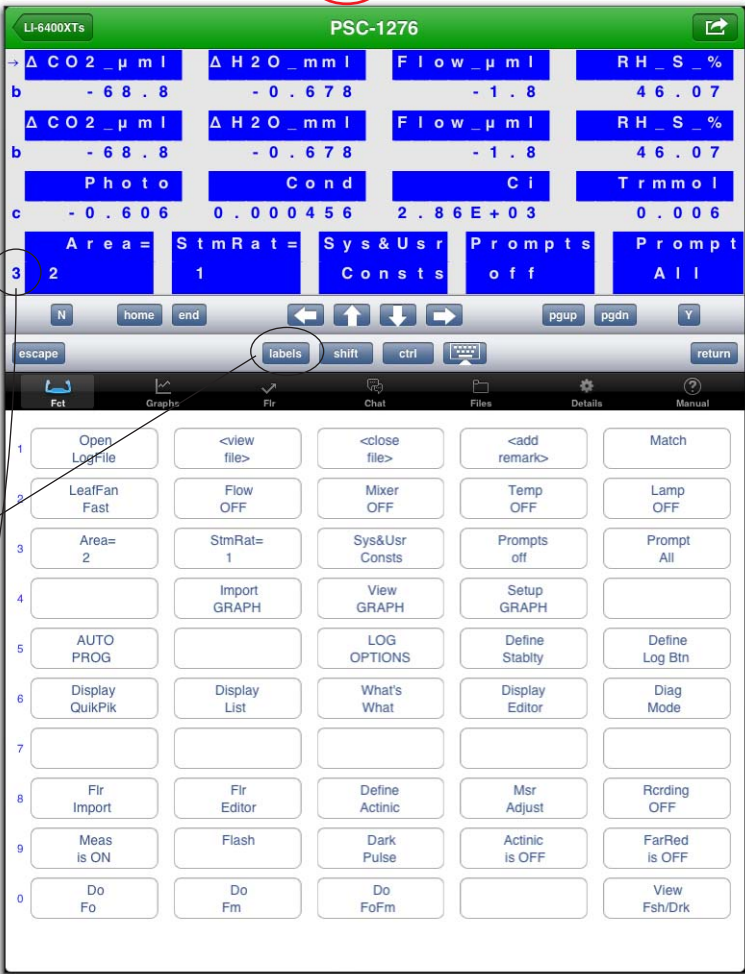 LI-6400XTs PSC-1276
→ Δ CO2_µml Δ H2O_mml Flow_µml RH_S_%
b -68.8 -0.678 -1.8 46.07
Δ CO2_µml Δ H2O_mml Flow_µml RH_S_%
b -68.8 -0.678 -1.8 46.07
Photo Cond Ci Trmmol
c -0.606 0.000456 2.86E+03 0.006
Area= StmRat= Sys&Usr Prompts Prompt
3 2 1 Consts off All
N home end pgup pgdn Y
escape labels shift ctrl return
Fct Graphs Flr Chat Files Details Manual
1 Open <view <close <add Match
LogFile file> file> remark>
2 LeafFan Flow Mixer Temp Lamp
Fast OFF OFF OFF OFF
3 Area= StmRat= Sys&Usr Prompts Prompt
2 1 Consts off All
4 Import View Setup
GRAPH GRAPH GRAPH
5 AUTO LOG Define Define
PROG OPTIONS Stablty Log Btn
6 Display Display What's Display Diag
QuikPik List What Editor Mode
7
8 Flr Flr Define Msr Rcrding
Import Editor Actinic Adjust OFF
9 Meas Flash Dark Actinic FarRed
is ON Pulse is OFF is OFF
0 Do Do Do View
Fo Fm FoFm Fsh/Drk